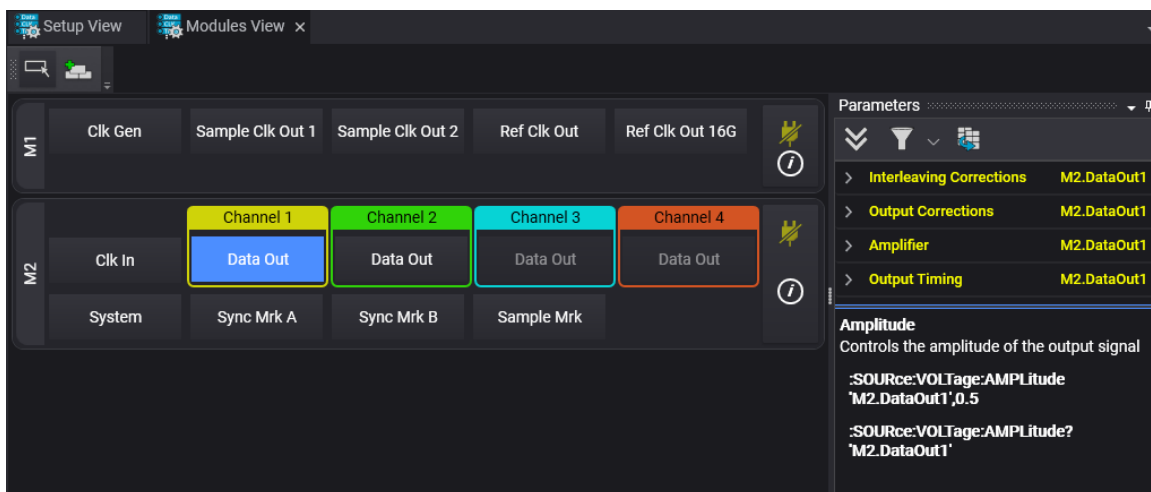 Setup View
Modules View
Parameters
M1
Clk Gen
Sample Clk Out 1
Sample Clk Out 2
Ref Clk Out
Ref Clk Out 16G
M2
Channel 1
Channel 2
Channel 3
Channel 4
Clk In
Data Out
Data Out
Data Out
Data Out
System
Sync Mrk A
Sync Mrk B
Sample Mrk
Interleaving Corrections M2.DataOut1
Output Corrections M2.DataOut1
Amplifier M2.DataOut1
Output Timing M2.DataOut1
Amplitude
Controls the amplitude of the output signal
:SOURce:VOLTage:AMPLitude
'M2.DataOut1',0.5
:SOURce:VOLTage:AMPLitude?
'M2.DataOut1'